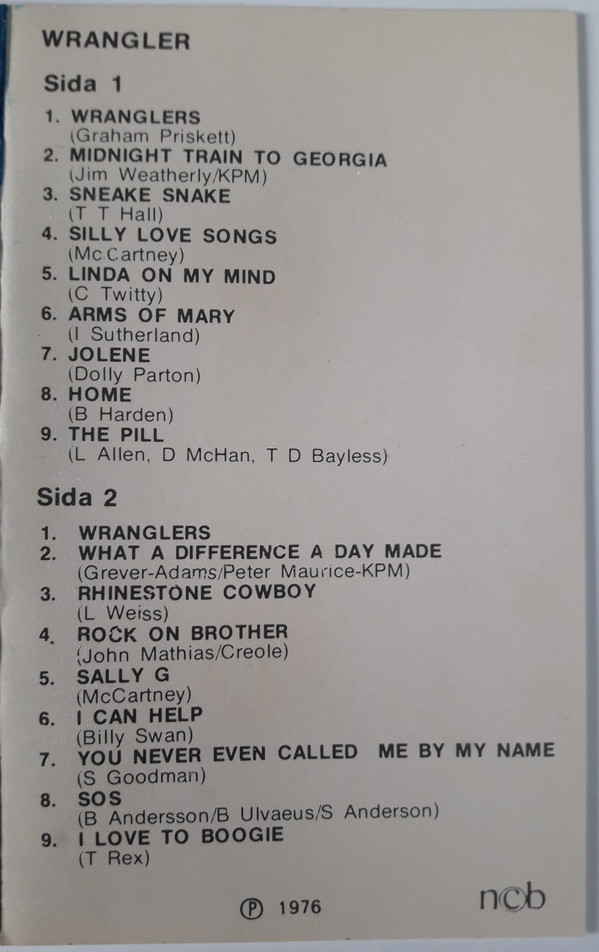 WRANGLER
Sida 1
1. WRANGLERS
(Graham Priskett)
2. MIDNIGHT TRAIN TO GEORGIA
(Jim Weatherly/KPM)
3. SNEAKE SNAKE
(T T Hall)
4. SILLY LOVE SONGS
(Mc.Cartney)
5. LINDA ON MY MIND
(C Twitty)
6. ARMS OF MARY
(I Sutherland)
7. JOLENE
(Dolly Parton)
8. HOME
(B Harden)
9. THE PILL
(L Allen, D McHan, T D Bayless)
Sida 2
1. WRANGLERS
2. WHAT A DIFFERENCE A DAY MADE
(Grever-Adams/Peter Maurice-KPM)
3. RHINESTONE COWBOY
(L Weiss)
4. ROCK ON BROTHER
(John Mathias/Creole)
5. SALLY G
(McCartney)
6. I CAN HELP
(Billy Swan)
7. YOU NEVER EVEN CALLED ME BY MY NAME
(S Goodman)
8. SOS
(B Andersson/B Ulvaeus/S Anderson)
9. I LOVE TO BOOGIE
(T Rex)
℗ 1976
ncb